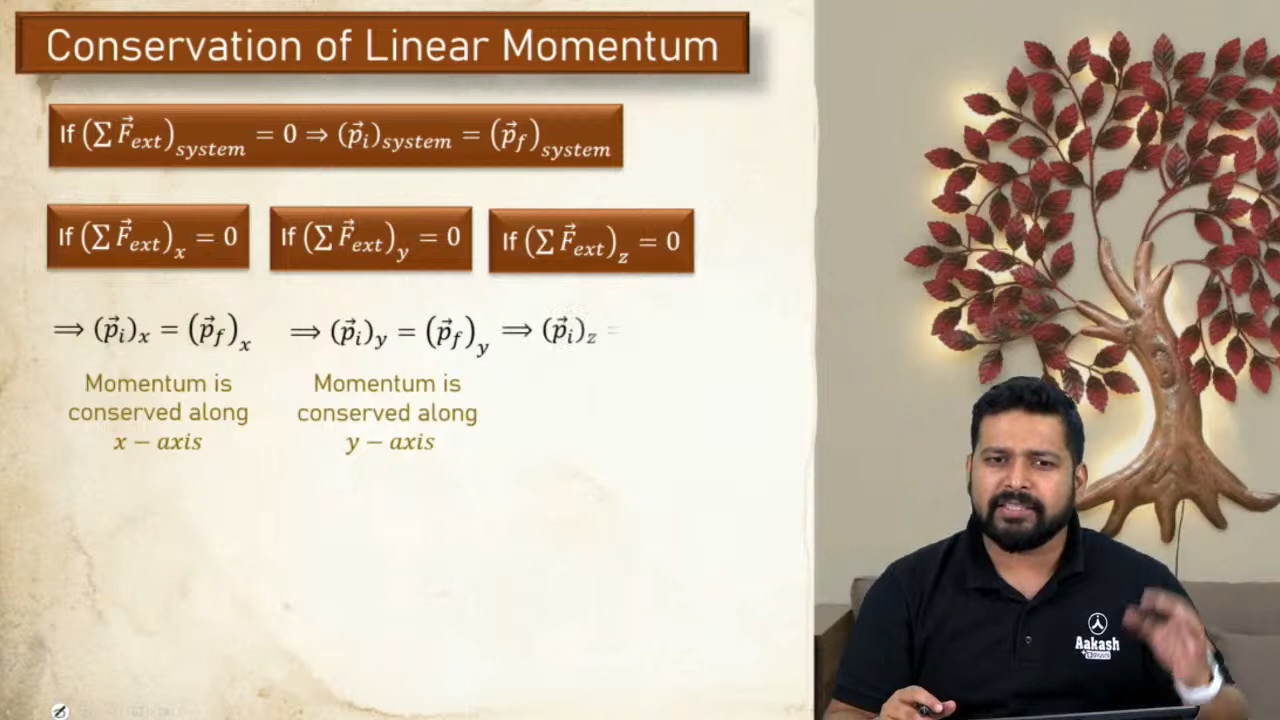 Conservation of Linear Momentum
If (∑ F⃗ₑₓₜ)system = 0 ⇒ (p⃗ᵢ)system = (p⃗f)system
If (∑ F⃗ₑₓₜ)x = 0
If (∑ F⃗ₑₓₜ)y = 0
If (∑ F⃗ₑₓₜ)z = 0
⟹ (p⃗ᵢ)x = (p⃗f)x
⟹ (p⃗ᵢ)y = (p⃗f)y
⟹ (p⃗ᵢ)z =
Momentum is
conserved along
x − axis
Momentum is
conserved along
y − axis
Aakash